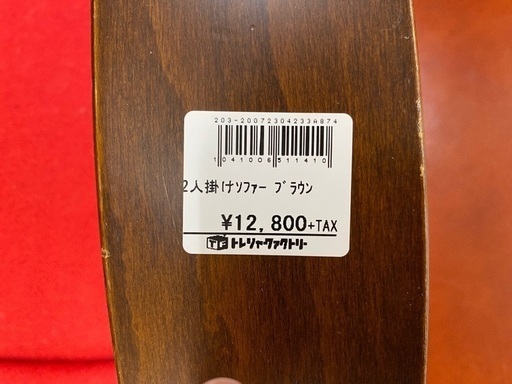 203-20072304233A874
1041006511410
2人掛けソファー ブラウン
¥12,800+TAX
TF トレジャーファクトリー